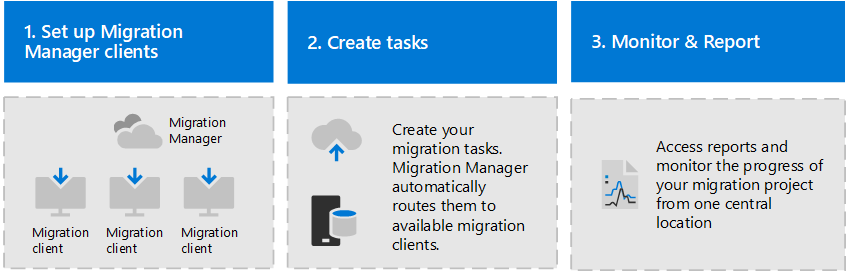 1. Set up Migration
Manager clients
2. Create tasks
3. Monitor & Report
Migration
Manager
Migration
client
Migration
client
Migration
client
Create your
migration tasks.
Migration Manager
automatically
routes them to
available migration
clients.
Access reports and
monitor the progress of
your migration project
from one central
location